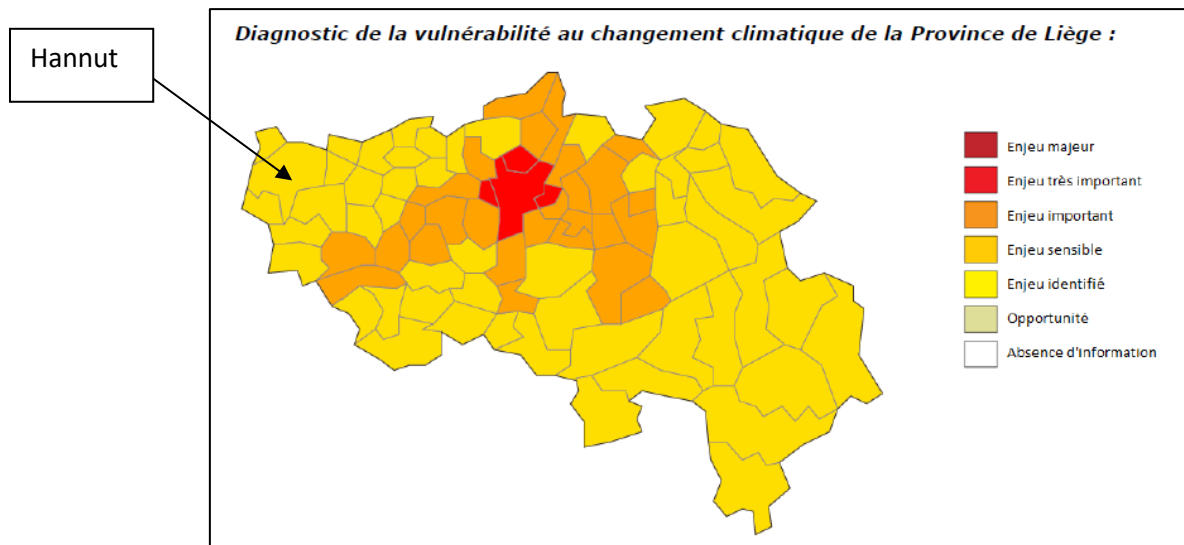 Hannut
Diagnostic de la vulnérabilité au changement climatique de la Province de Liège :
Enjeu majeur
Enjeu très important
Enjeu important
Enjeu sensible
Enjeu identifié
Opportunité
Absence d'information